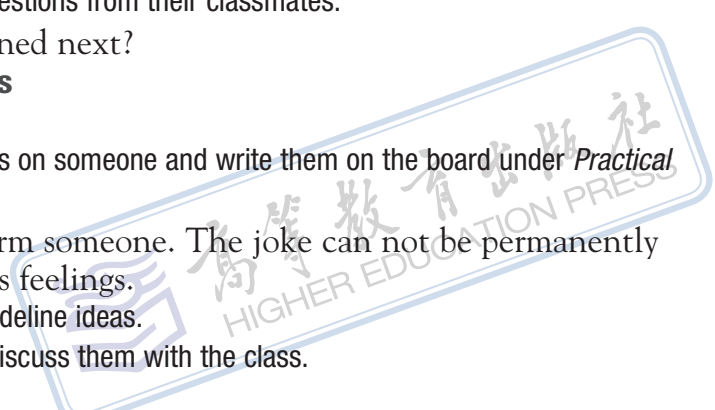 estions from their classmates.
ned next?
s
s on someone and write them on the board under Practical
rm someone. The joke can not be permanently
s feelings.
deline ideas.
iscuss them with the class.
高等教育出版社
HIGHER EDUCATION PRESS